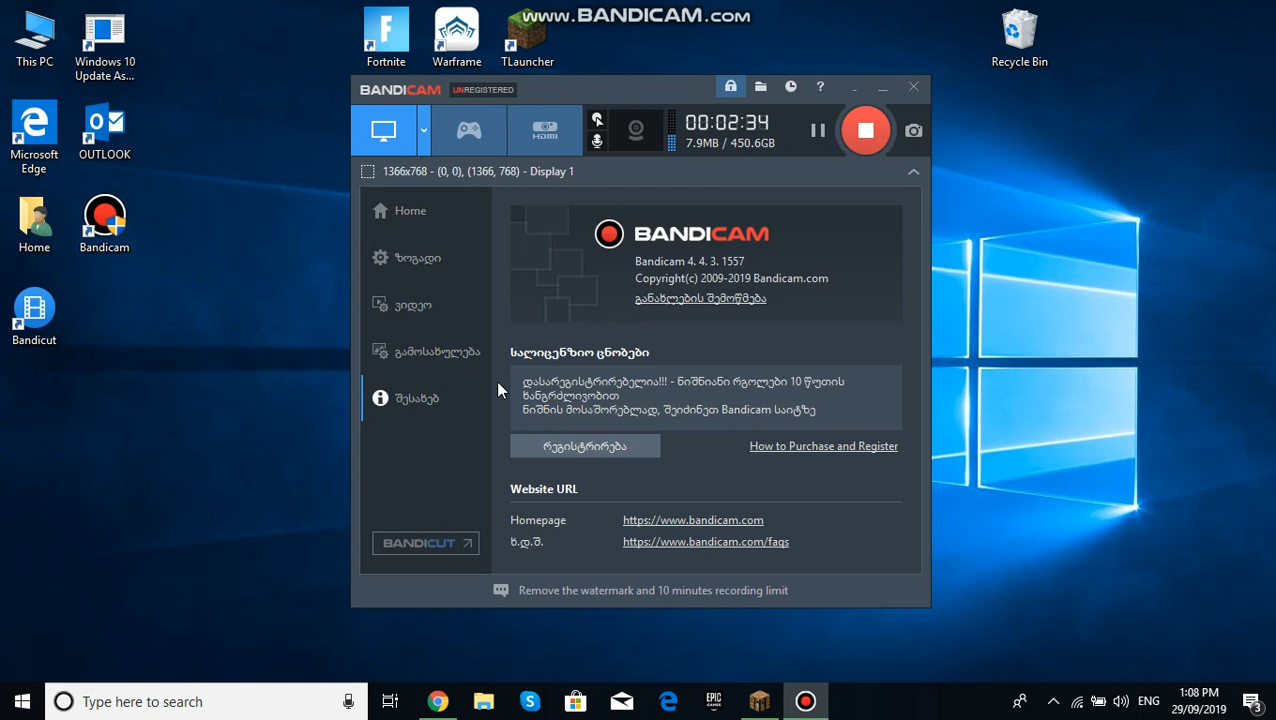 www.BANDICAM.com
This PC
Windows 10
Update As...
Fortnite
Warframe
TLauncher
Recycle Bin
Microsoft
Edge
OUTLOOK
Home
Bandicam
Bandicut
BANDICAM UNREGISTERED
?
HDMI
00:02:34
7.9MB / 450.6GB
1366x768 - (0, 0), (1366, 768) - Display 1
Home
ზოგადი
ვიდეო
გამოსახულება
შესახებ
BANDICUT
BANDICAM
Bandicam 4. 4. 3. 1557
Copyright(c) 2009-2019 Bandicam.com
განახლების შემოწმება
სალიცენზიო ცნობები
დასარეგისტრირებელია!!! - ნიშნიანი რგოლები 10 წუთის
ხანგრძლივობით
ნიშნის მოსაშორებლად, შეიძინეთ Bandicam საიტზე
რეგისტრირება
How to Purchase and Register
Website URL
Homepage https://www.bandicam.com
ხ.დ.შ. https://www.bandicam.com/faqs
Remove the watermark and 10 minutes recording limit
Type here to search
EPIC
GAMES
ENG
1:08 PM
29/09/2019
3